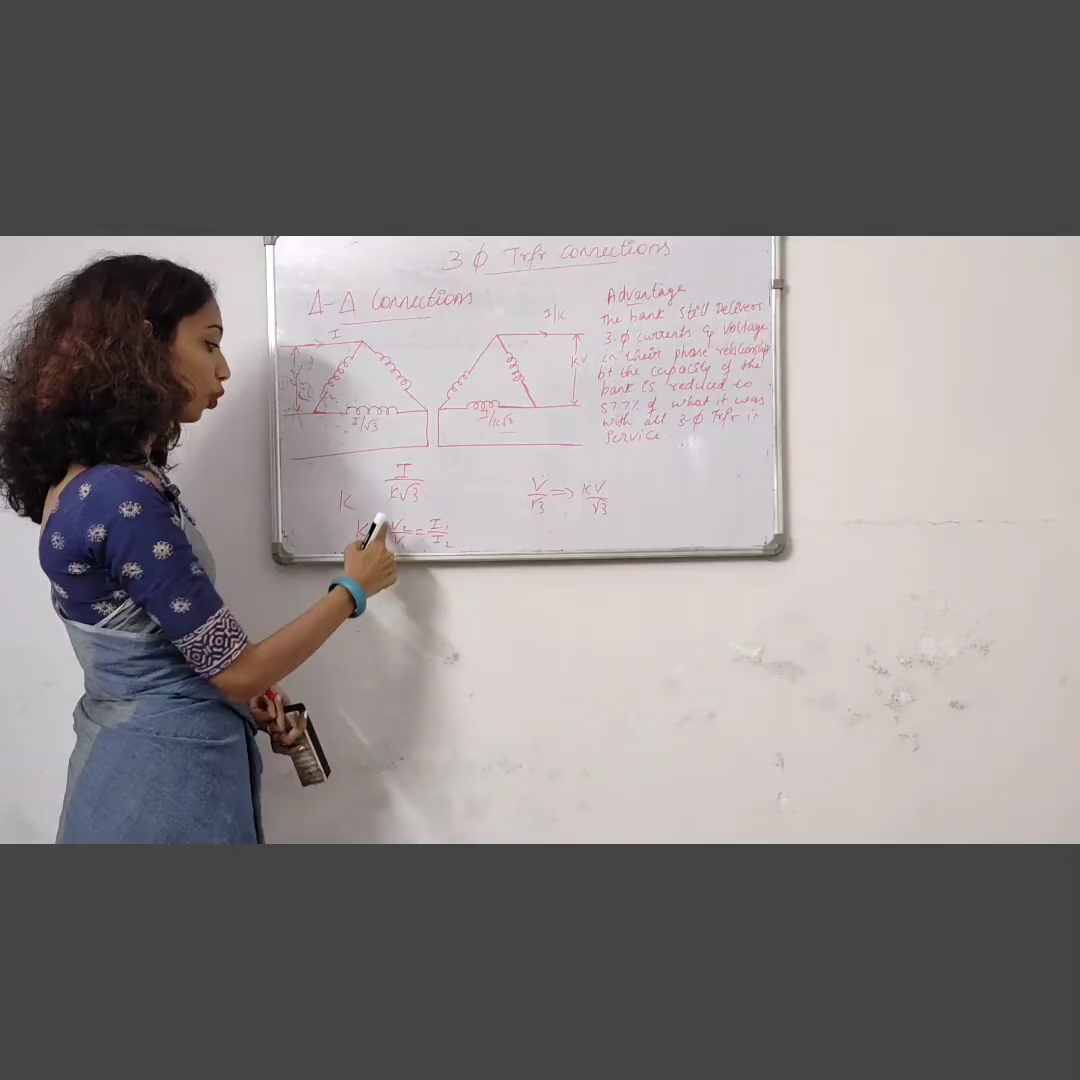 3 Φ Trfr Connections
Δ-Δ Connections
I
V
I/√3
I/K
KV
I/K√3
Advantage
The bank still Delivers
3-Φ currents & voltage
in their phase relationship
bt the capacity of the
bank is reduced to
57.7% of what it was
with all 3-Φ Trfr in
Service.
K
I/K√3
V/√3 => KV/√3
K V₂/V₁ = I₁/I₂